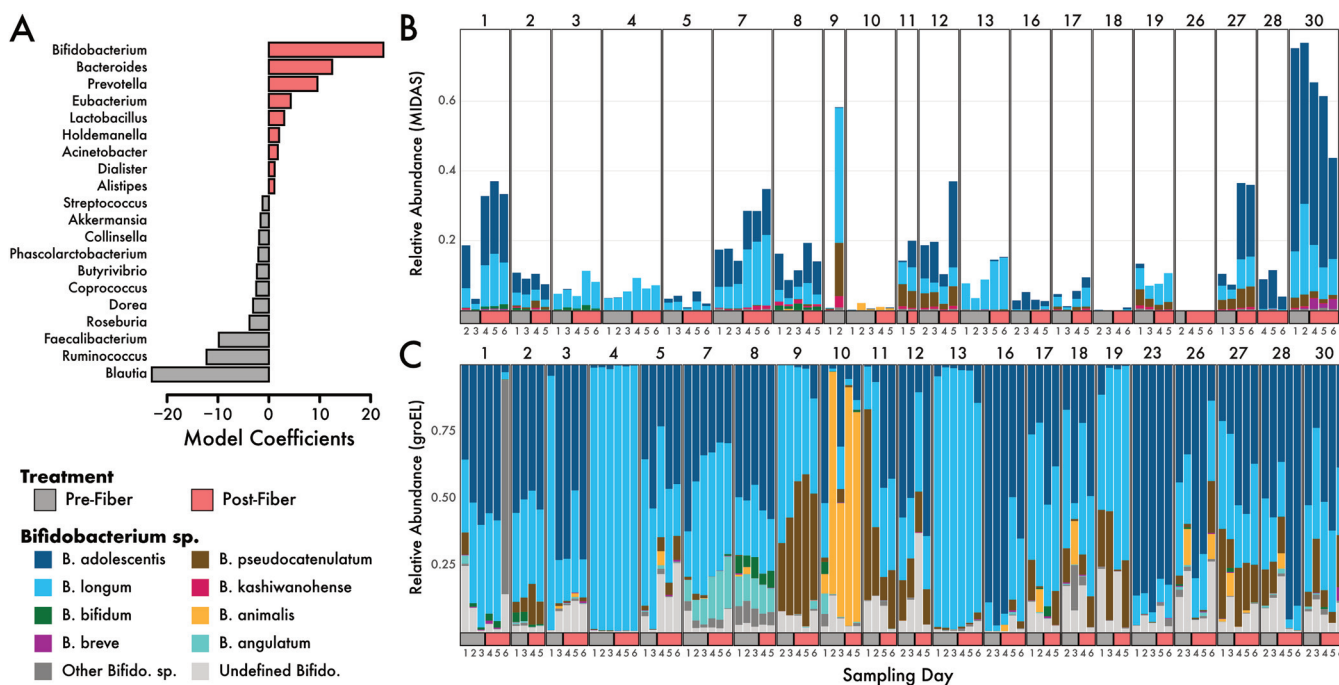 A
Bifidobacterium
Bacteroides
Prevotella
Eubacterium
Lactobacillus
Holdemanella
Acinetobacter
Dialister
Alistipes
Streptococcus
Akkermansia
Collinsella
Phascolarctobacterium
Butyrivibrio
Coprococcus
Dorea
Roseburia
Faecalibacterium
Ruminococcus
Blautia
−20 −10 0 10 20
Model Coefficients
Treatment
Pre-Fiber Post-Fiber
Bifidobacterium sp.
B. adolescentis B. pseudocatenulatum
B. longum B. kashiwanohense
B. bifidum B. animalis
B. breve B. angulatum
Other Bifido. sp. Undefined Bifido.
B
1 2 3 4 5 7 8 9 10 11 12 13 16 17 18 19 26 27 28 30
Relative Abundance (MIDAS)
0.6
0.4
0.2
C
1 2 3 4 5 7 8 9 10 11 12 13 16 17 18 19 23 26 27 28 30
Relative Abundance (groEL)
0.75
0.50
0.25
Sampling Day